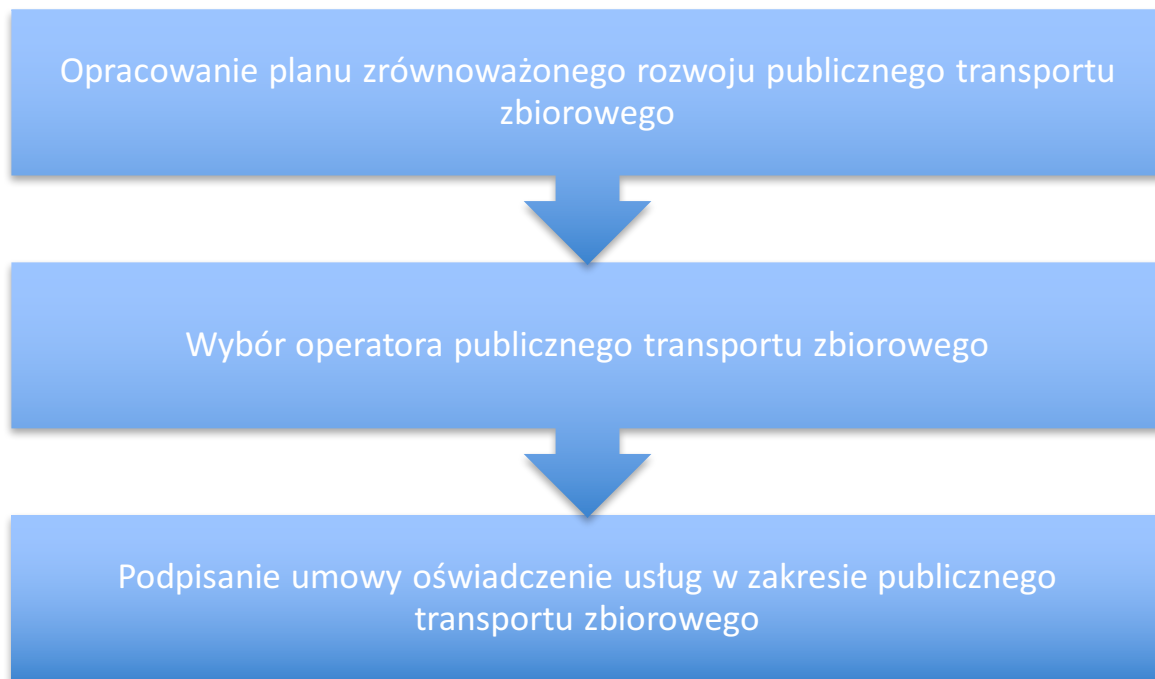 Opracowanie planu zrównoważonego rozwoju publicznego transportu
zbiorowego
Wybór operatora publicznego transportu zbiorowego
Podpisanie umowy oświadczenie usług w zakresie publicznego
transportu zbiorowego